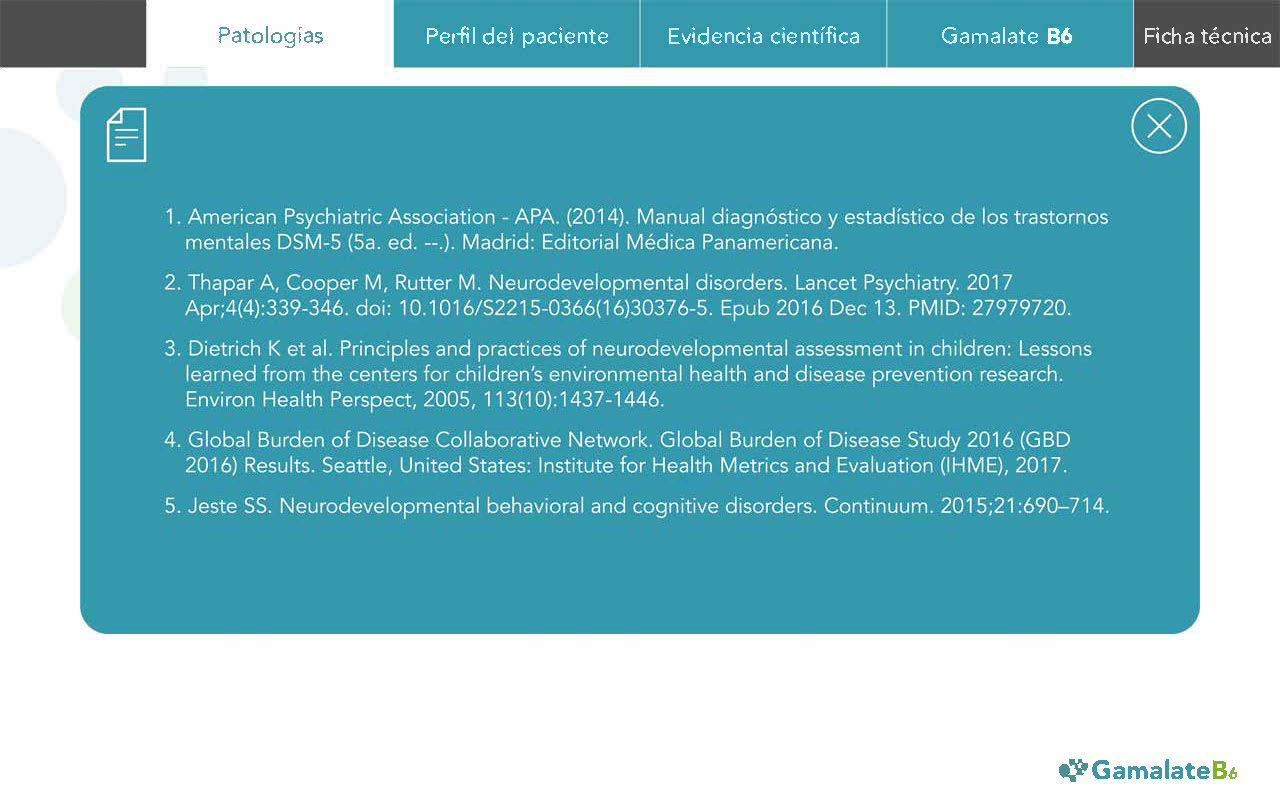 Patologías Perfil del paciente Evidencia científica Gamalate B6 Ficha técnica
1. American Psychiatric Association - APA. (2014). Manual diagnóstico y estadístico de los trastornos
mentales DSM-5 (5a. ed. --.). Madrid: Editorial Médica Panamericana.
2. Thapar A, Cooper M, Rutter M. Neurodevelopmental disorders. Lancet Psychiatry. 2017
Apr;4(4):339-346. doi: 10.1016/S2215-0366(16)30376-5. Epub 2016 Dec 13. PMID: 27979720.
3. Dietrich K et al. Principles and practices of neurodevelopmental assessment in children: Lessons
learned from the centers for children’s environmental health and disease prevention research.
Environ Health Perspect, 2005, 113(10):1437-1446.
4. Global Burden of Disease Collaborative Network. Global Burden of Disease Study 2016 (GBD
2016) Results. Seattle, United States: Institute for Health Metrics and Evaluation (IHME), 2017.
5. Jeste SS. Neurodevelopmental behavioral and cognitive disorders. Continuum. 2015;21:690–714.
GamalateB6